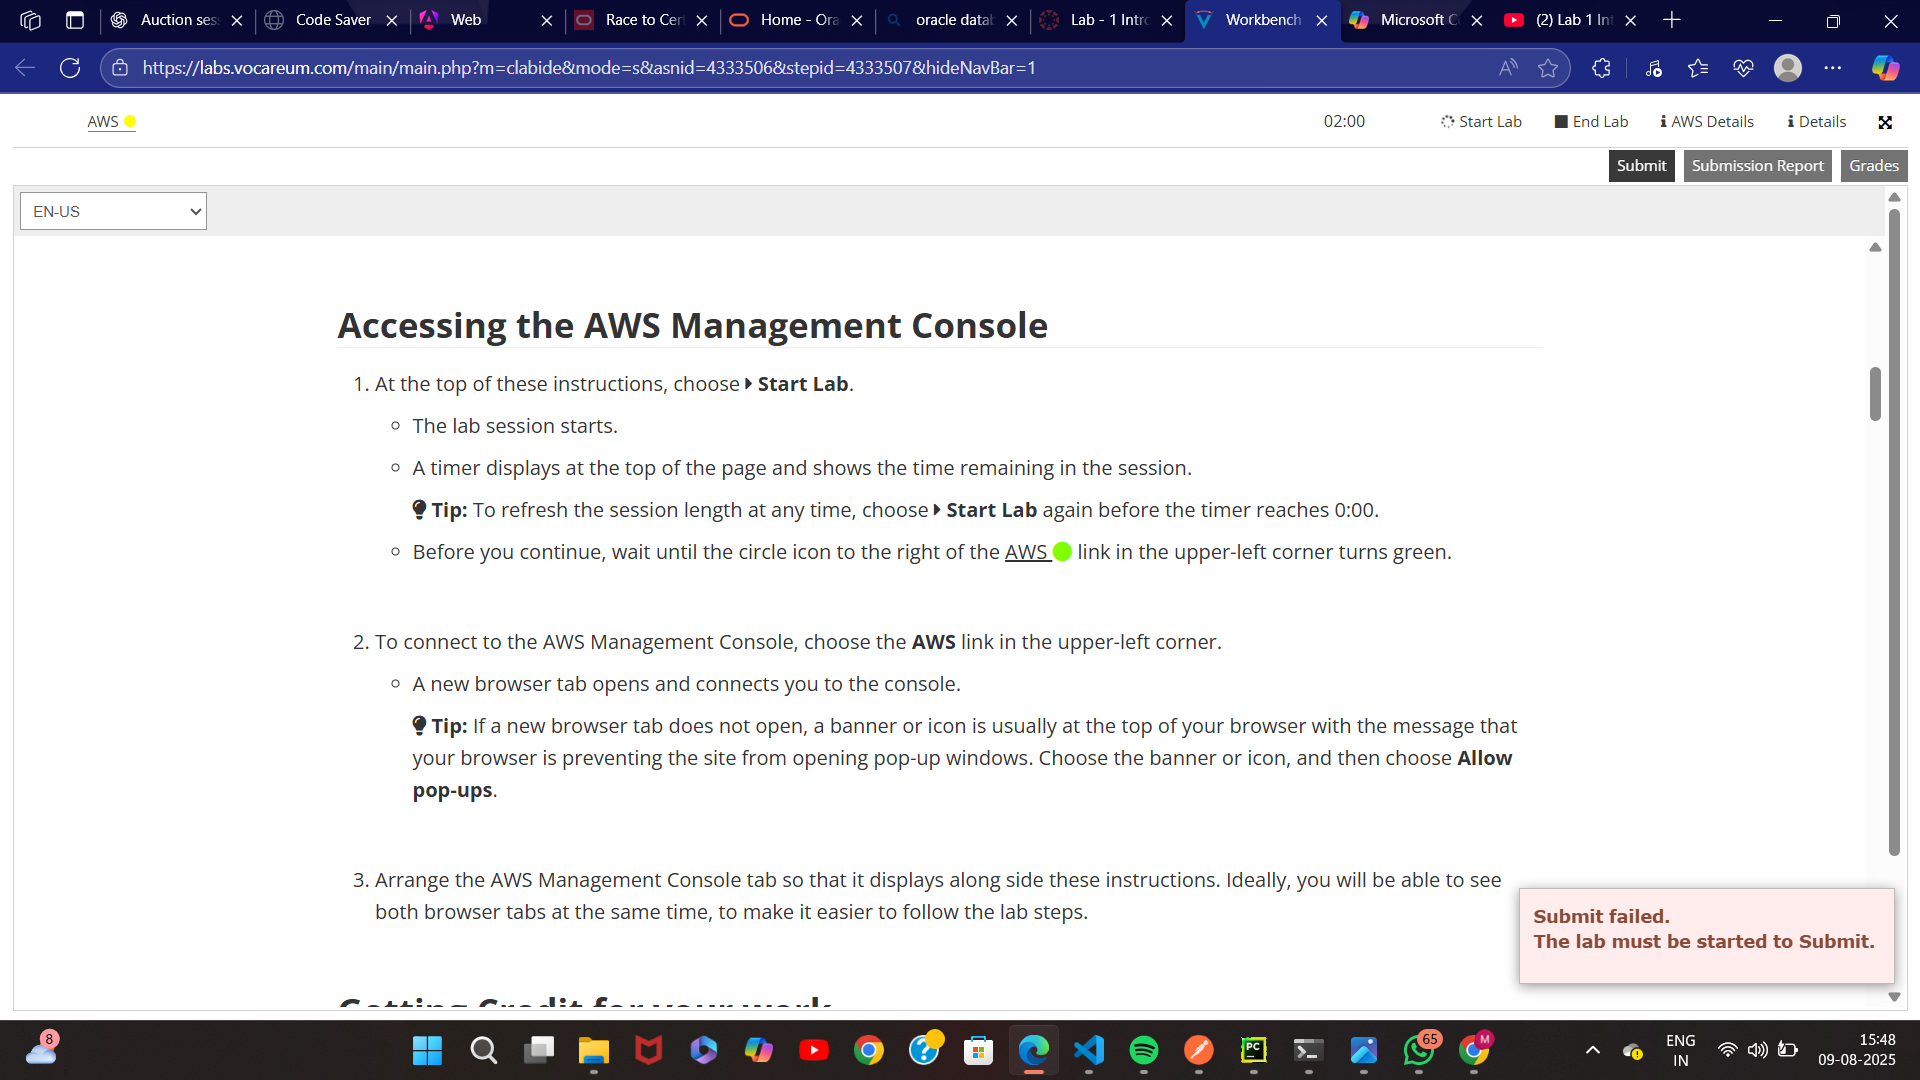 Auction ses
Code Saver
Web
Race to Cert
Home - Ora
oracle datab
Lab - 1 Intro
Workbench
Microsoft C
(2) Lab 1 Int
https://labs.vocareum.com/main/main.php?m=clabide&mode=s&asnid=4333506&stepid=4333507&hideNavBar=1
AWS
02:00
Start Lab
End Lab
AWS Details
Details
Submit
Submission Report
Grades
EN-US
Accessing the AWS Management Console
1. At the top of these instructions, choose Start Lab.
The lab session starts.
A timer displays at the top of the page and shows the time remaining in the session.
Tip: To refresh the session length at any time, choose Start Lab again before the timer reaches 0:00.
Before you continue, wait until the circle icon to the right of the AWS link in the upper-left corner turns green.
2. To connect to the AWS Management Console, choose the AWS link in the upper-left corner.
A new browser tab opens and connects you to the console.
Tip: If a new browser tab does not open, a banner or icon is usually at the top of your browser with the message that
your browser is preventing the site from opening pop-up windows. Choose the banner or icon, and then choose Allow
pop-ups.
3. Arrange the AWS Management Console tab so that it displays along side these instructions. Ideally, you will be able to see
both browser tabs at the same time, to make it easier to follow the lab steps.
Submit failed.
The lab must be started to Submit.
Getting Credit for your work
8
PC
65
M
ENG
IN
15:48
09-08-2025